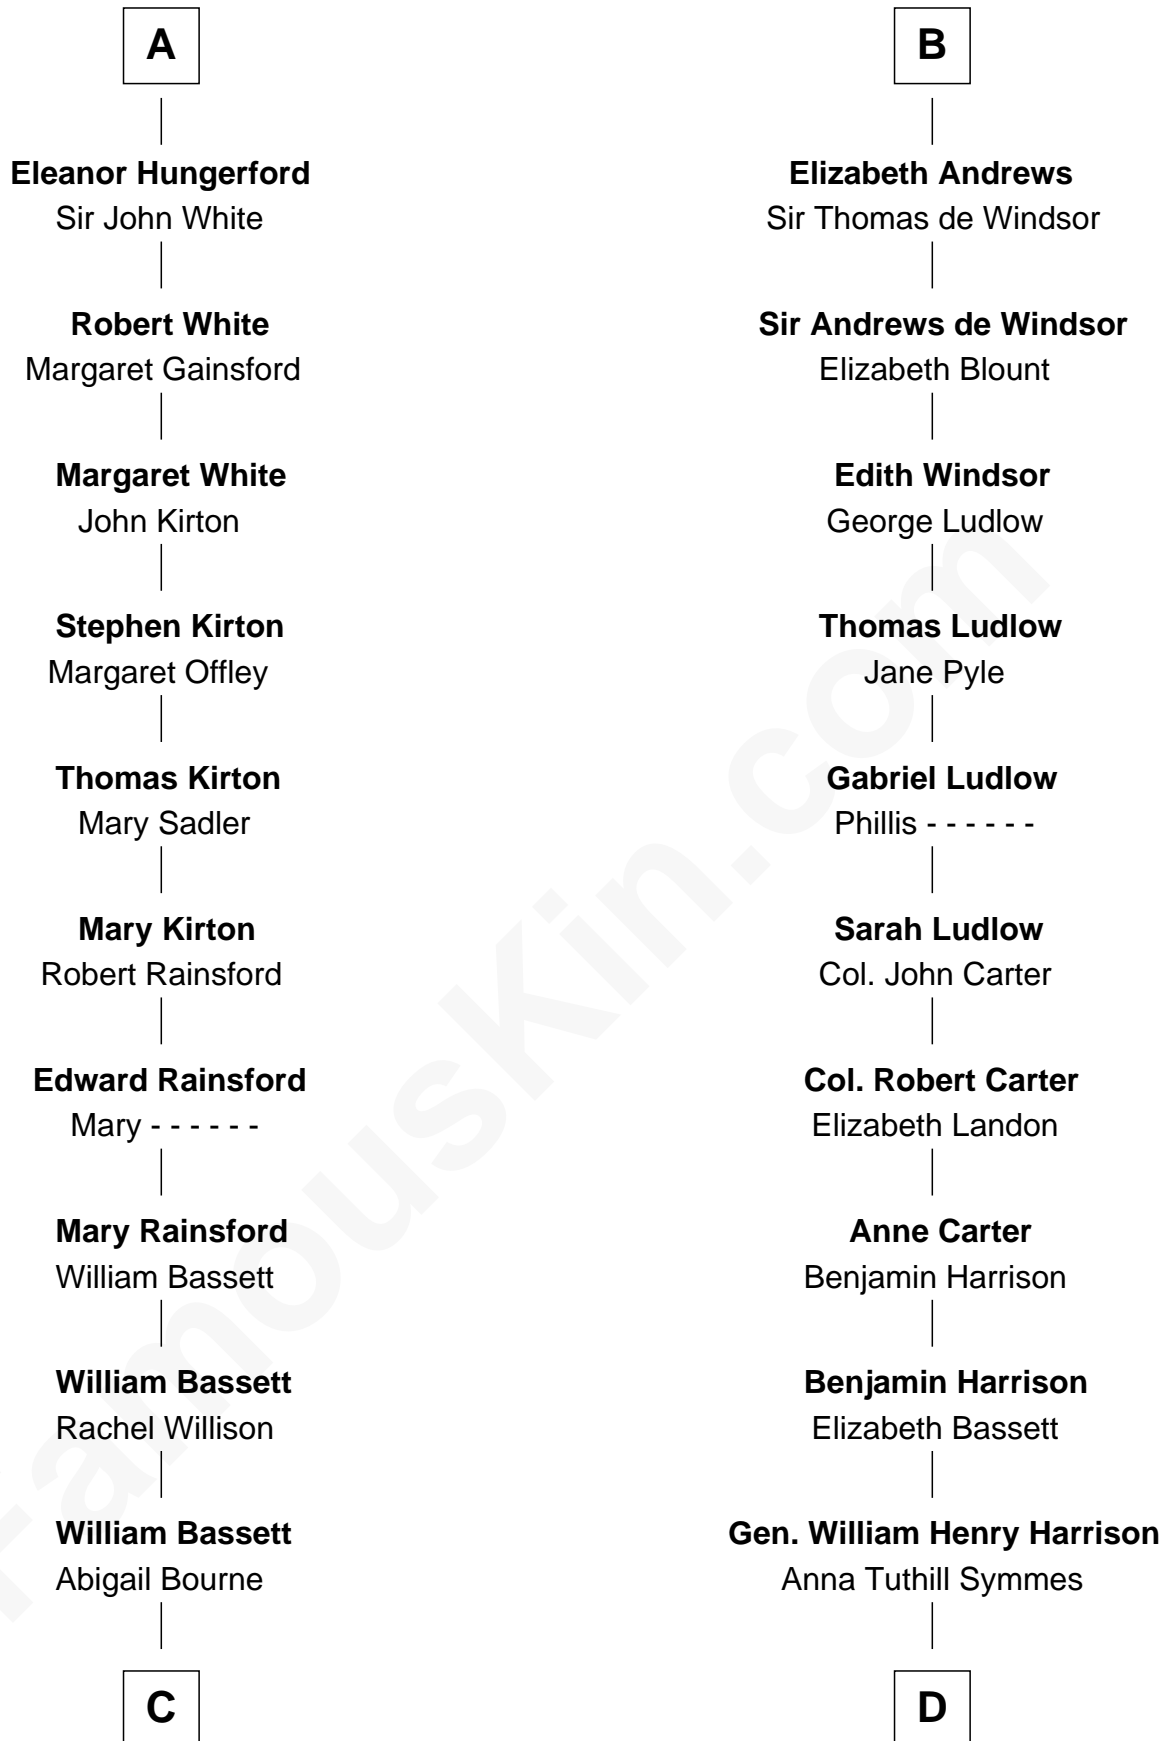 A
Eleanor Hungerford
Sir John White
Robert White
Margaret Gainsford
Margaret White
John Kirton
Stephen Kirton
Margaret Offley
Thomas Kirton
Mary Sadler
Mary Kirton
Robert Rainsford
Edward Rainsford
Mary - - - - - -
Mary Rainsford
William Bassett
William Bassett
Rachel Willison
William Bassett
Abigail Bourne
C
B
Elizabeth Andrews
Sir Thomas de Windsor
Sir Andrews de Windsor
Elizabeth Blount
Edith Windsor
George Ludlow
Thomas Ludlow
Jane Pyle
Gabriel Ludlow
Phillis - - - - - -
Sarah Ludlow
Col. John Carter
Col. Robert Carter
Elizabeth Landon
Anne Carter
Benjamin Harrison
Benjamin Harrison
Elizabeth Bassett
Gen. William Henry Harrison
Anna Tuthill Symmes
D
FamousKin.com